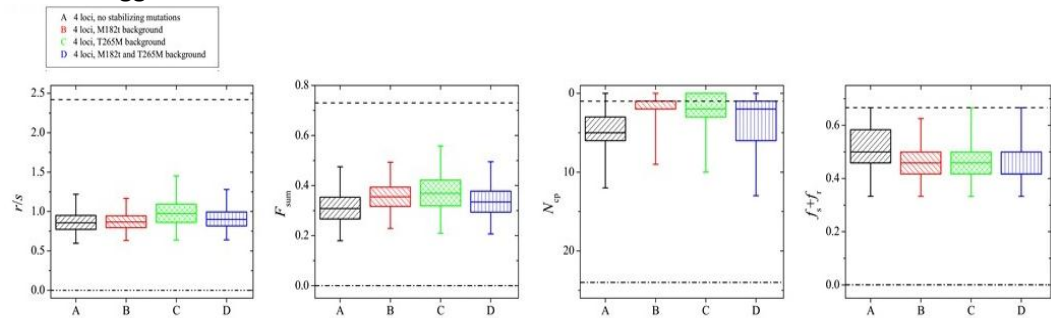 A 4 loci, no stabilizing mutations
B 4 loci, M182t background
C 4 loci, T265M background
D 4 loci, M182t and T265M background
2.5
2.0
1.5
1.0
0.5
0.0
r/s
A B C D
0.8
0.6
0.4
0.2
0.0
F_sum
A B C D
0
10
20
N_cp
A B C D
0.6
0.4
0.2
0.0
f_s+f_r
A B C D